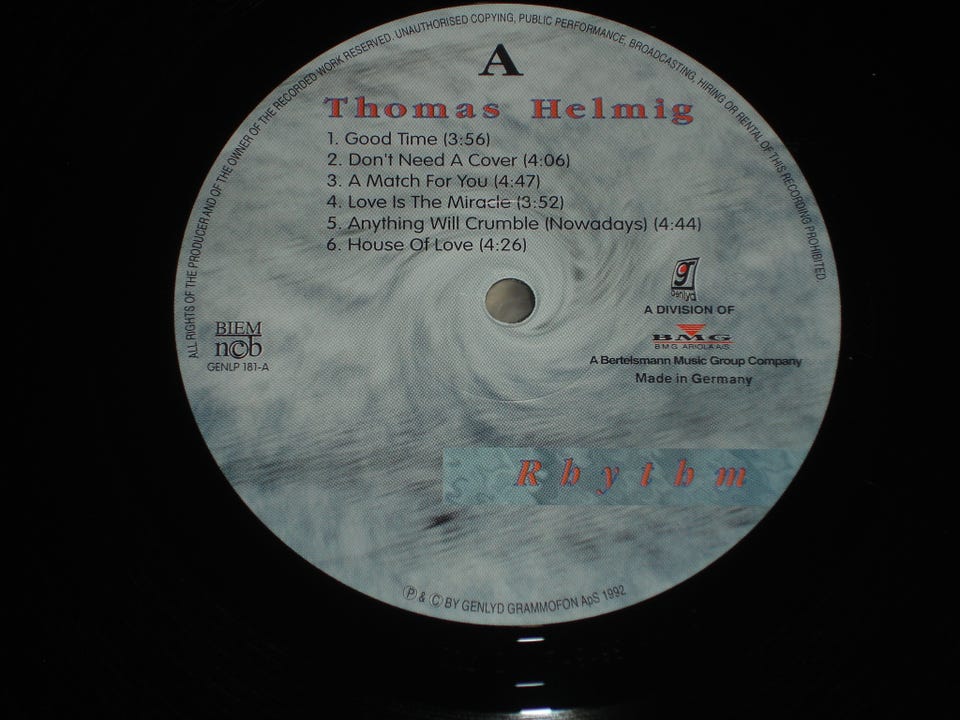 ALL RIGHTS OF THE PRODUCER AND OF THE OWNER OF THE RECORDED WORK RESERVED. UNAUTHORISED COPYING, PUBLIC PERFORMANCE, BROADCASTING, HIRING OR RENTAL OF THIS RECORDING PROHIBITED
A
Thomas Helmig
1. Good Time (3:56)
2. Don't Need A Cover (4:06)
3. A Match For You (4:47)
4. Love Is The Miracle (3:52)
5. Anything Will Crumble (Nowadays) (4:44)
6. House Of Love (4:26)
g
Genlyd
A DIVISION OF
BMG
BMG ARIOLA A/S
A Bertelsmann Music Group Company
Made in Germany
BIEM
n©b
GENLP 181-A
Rhythm
℗ & © BY GENLYD GRAMMOFON ApS 1992